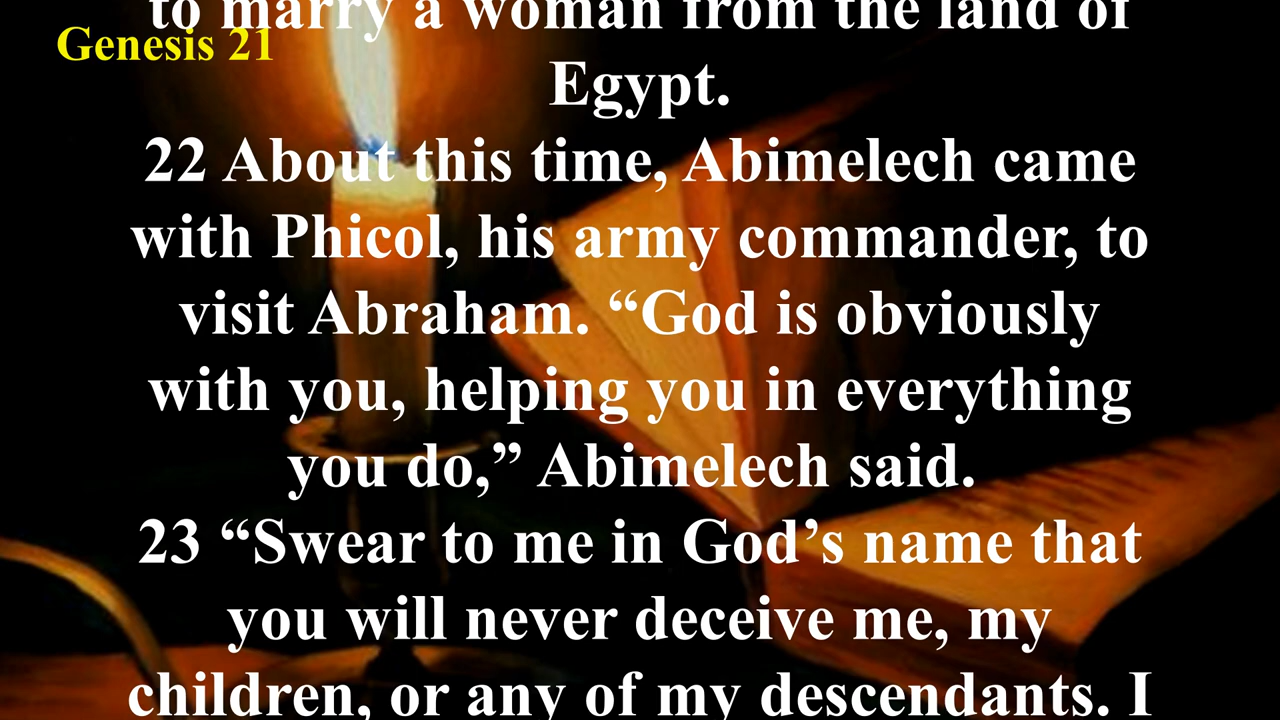 to marry a woman from the land of
Genesis 21
Egypt.
22 About this time, Abimelech came
with Phicol, his army commander, to
visit Abraham. “God is obviously
with you, helping you in everything
you do,” Abimelech said.
23 “Swear to me in God’s name that
you will never deceive me, my
children, or any of my descendants. I